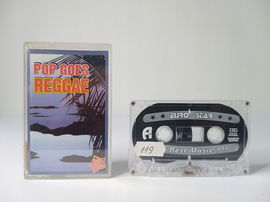 POP GOES
REGGAE
EURO STAR
A
119
Best Music !!!